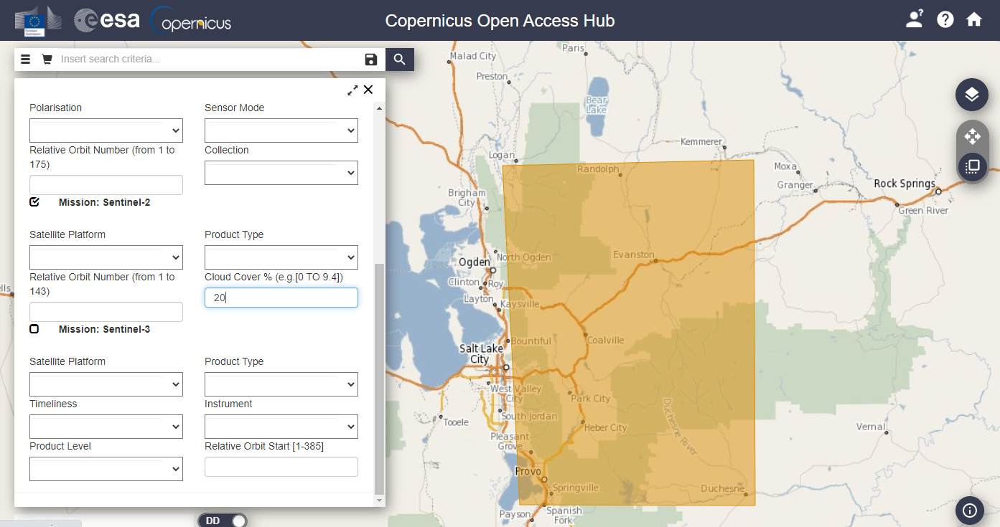 European
Commission
esa
opernicus
Copernicus Open Access Hub
?
?
Insert search criteria...
Polarisation
Sensor Mode
Relative Orbit Number (from 1 to
175)
Collection
Mission: Sentinel-2
Satellite Platform
Product Type
Relative Orbit Number (from 1 to
143)
Cloud Cover % (e.g.[0 TO 9.4])
20
Mission: Sentinel-3
Satellite Platform
Product Type
Timeliness
Instrument
Product Level
Relative Orbit Start [1-385]
DD
Paris
Malad City
Preston
Bear
Lake
Kemmerer
Logan
Randolph
Moxa
Granger
Rock Springs
Green River
Brigham
City
North Ogden
Ogden
Evanston
Clinton
Roy
Layton
Kaysville
lls
Bountiful
Coalville
Salt Lake
City
West Valley
City
Park City
South Jordan
Tooele
Heber City
Duchesne River
Vernal
Pleasant
Grove
Provo
Springville
Duchesne
Payson
Spanish
Fork